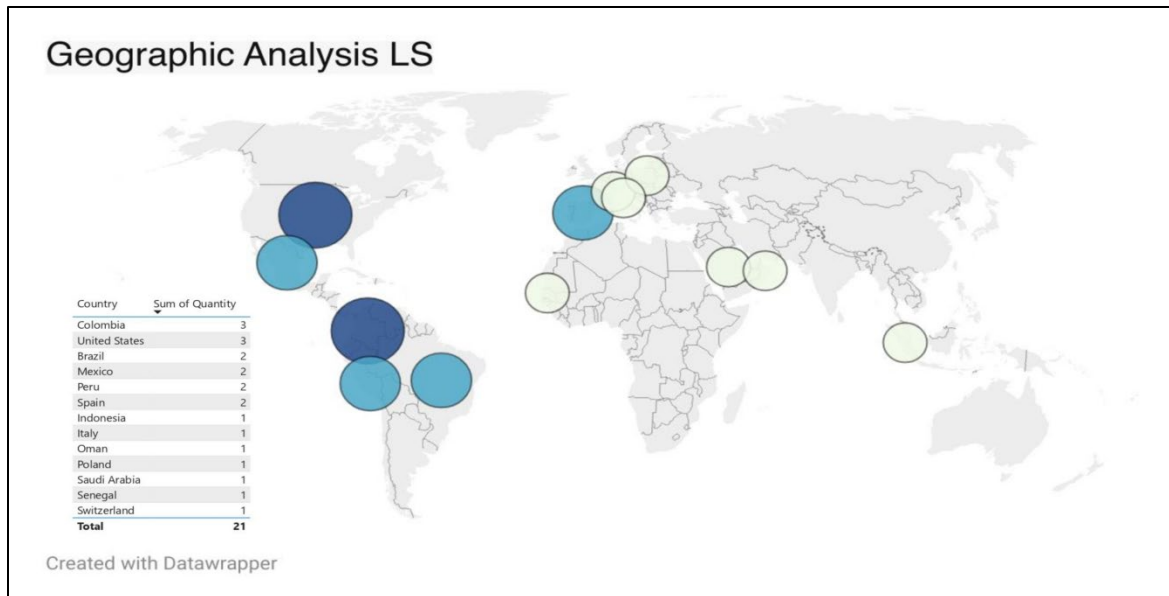 Geographic Analysis LS
Country Sum of Quantity
Colombia 3
United States 3
Brazil 2
Mexico 2
Peru 2
Spain 2
Indonesia 1
Italy 1
Oman 1
Poland 1
Saudi Arabia 1
Senegal 1
Switzerland 1
Total 21
Created with Datawrapper